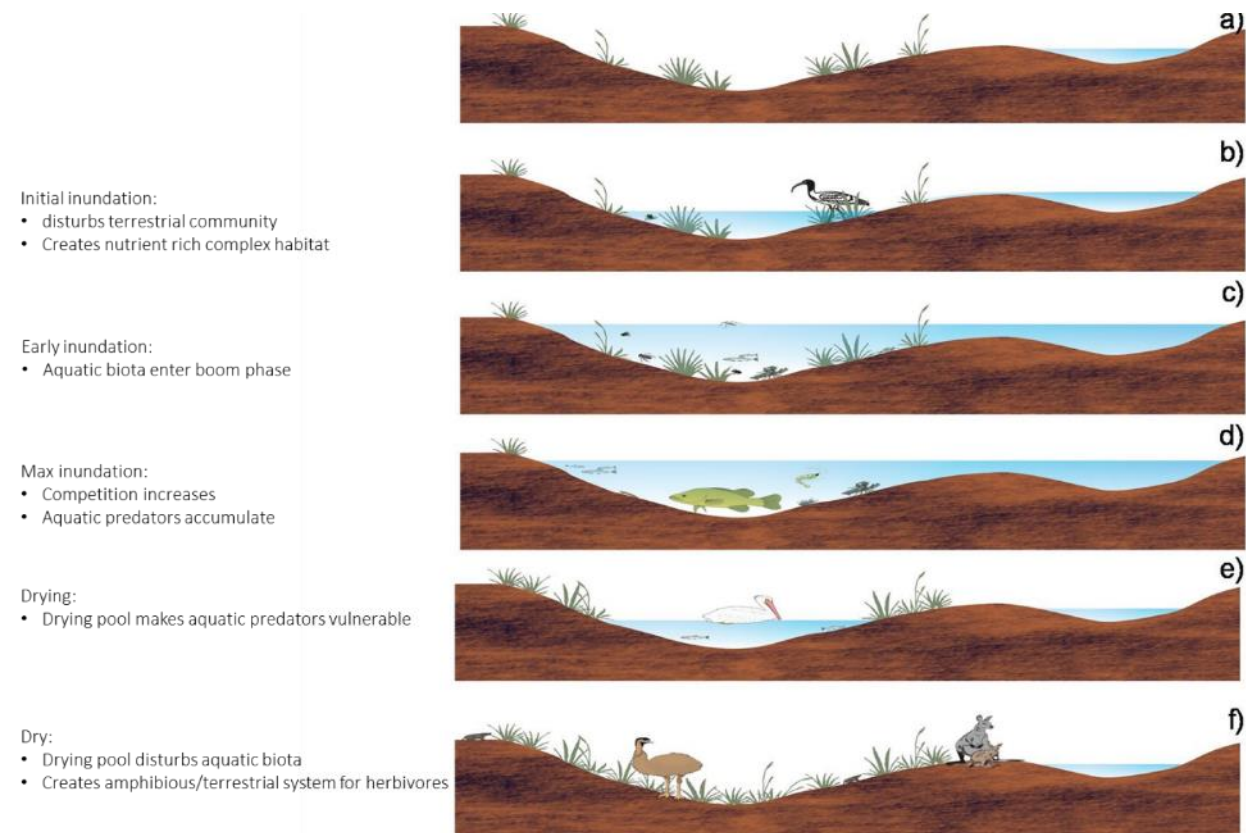 a)
b)
Initial inundation:
• disturbs terrestrial community
• Creates nutrient rich complex habitat
c)
Early inundation:
• Aquatic biota enter boom phase
d)
Max inundation:
• Competition increases
• Aquatic predators accumulate
e)
Drying:
• Drying pool makes aquatic predators vulnerable
f)
Dry:
• Drying pool disturbs aquatic biota
• Creates amphibious/terrestrial system for herbivores